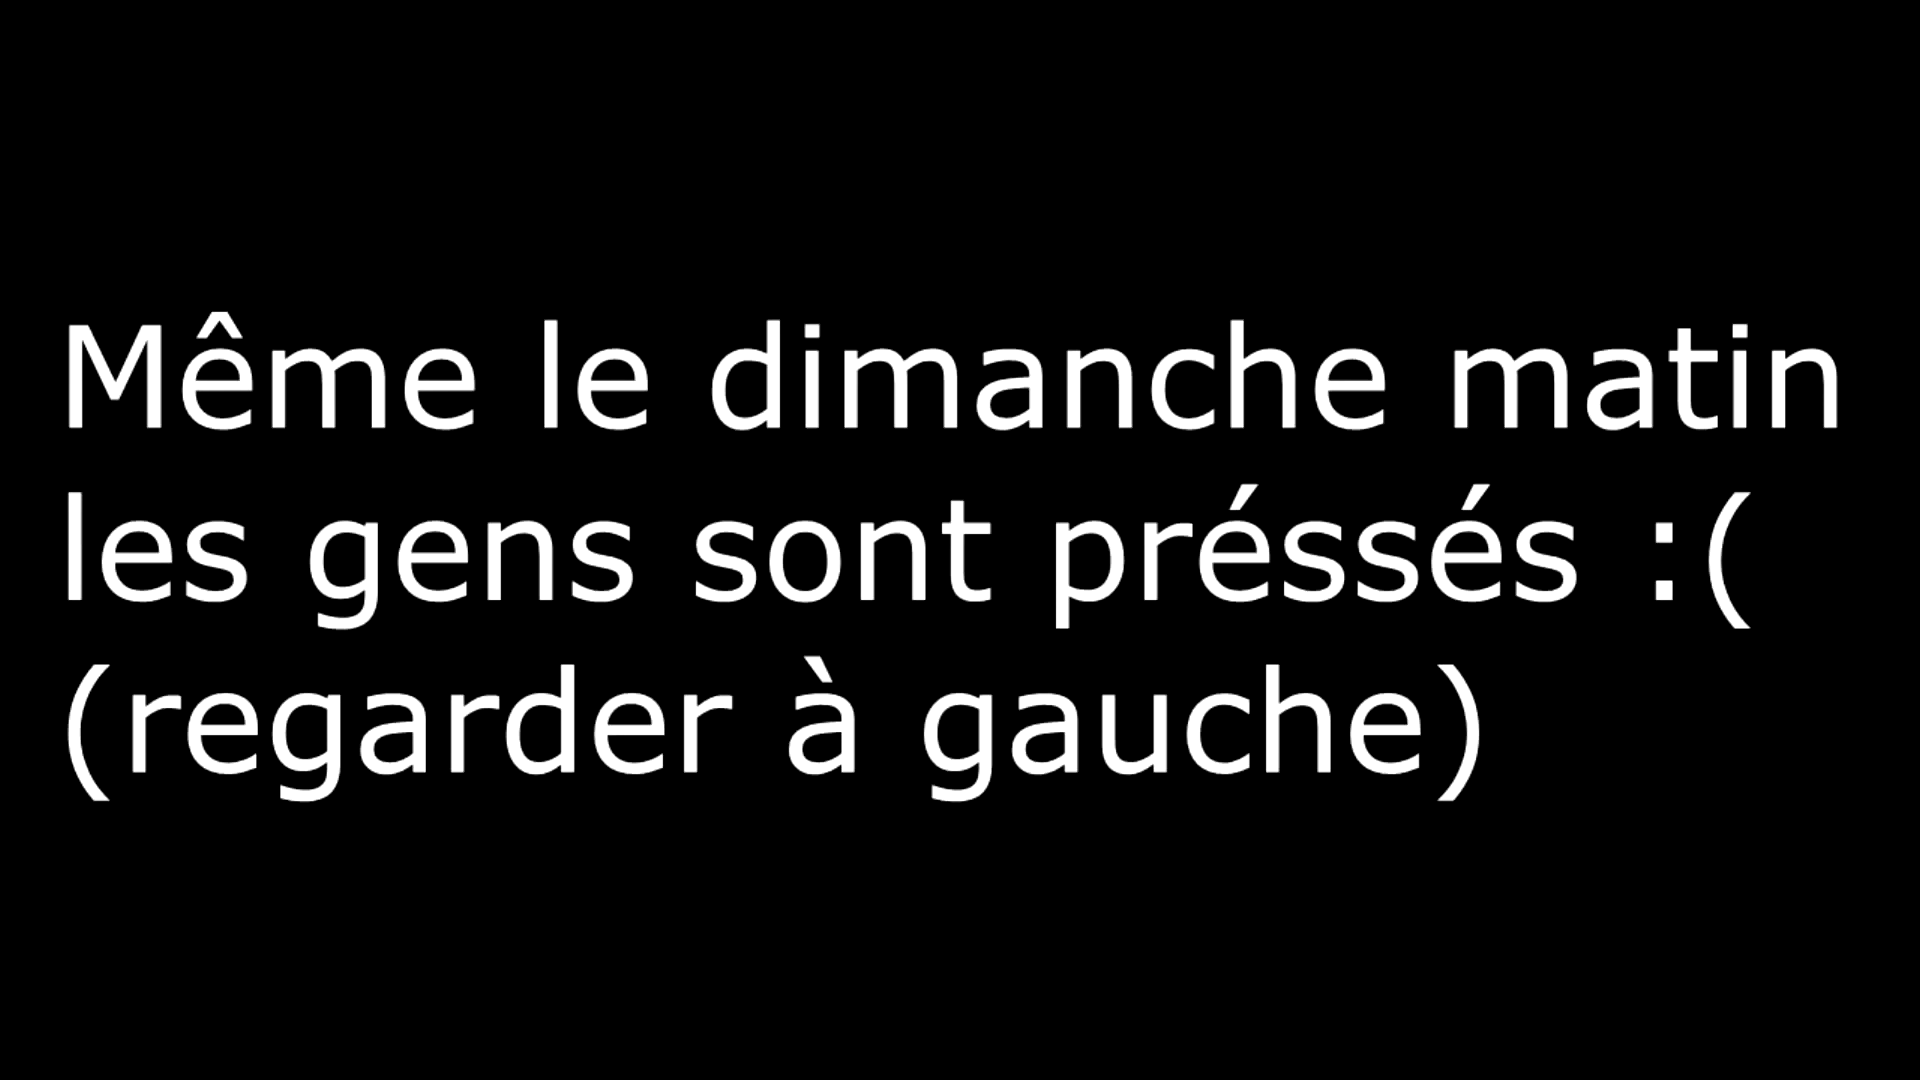 Même le dimanche matin
les gens sont préssés :(
(regarder à gauche)